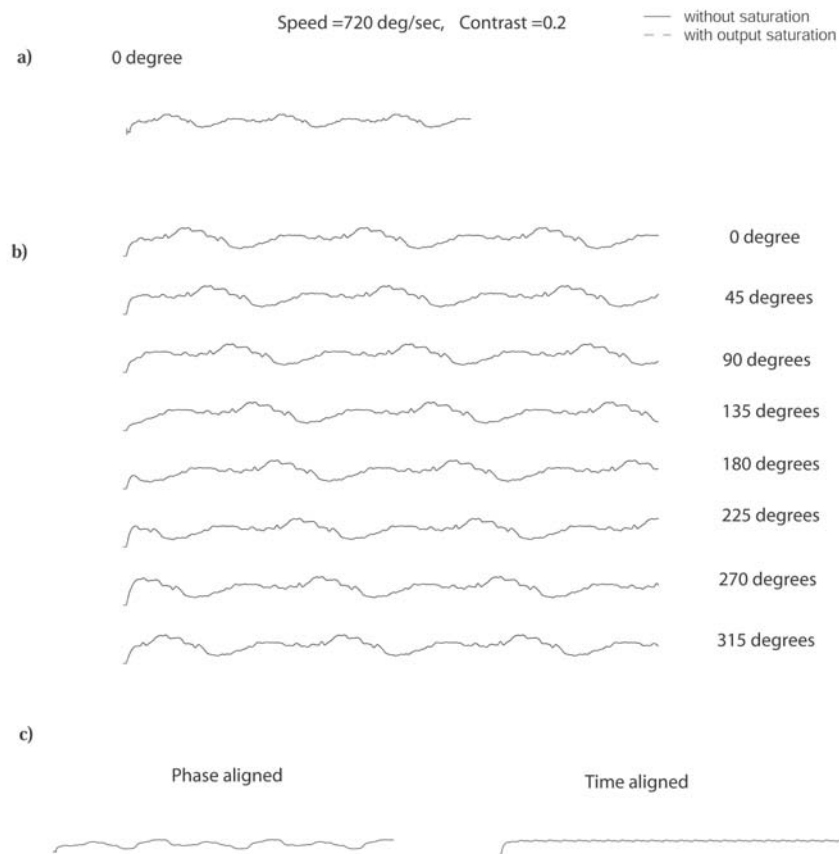 Speed =720 deg/sec, Contrast =0.2
without saturation
with output saturation
a)
0 degree
b)
0 degree
45 degrees
90 degrees
135 degrees
180 degrees
225 degrees
270 degrees
315 degrees
c)
Phase aligned
Time aligned